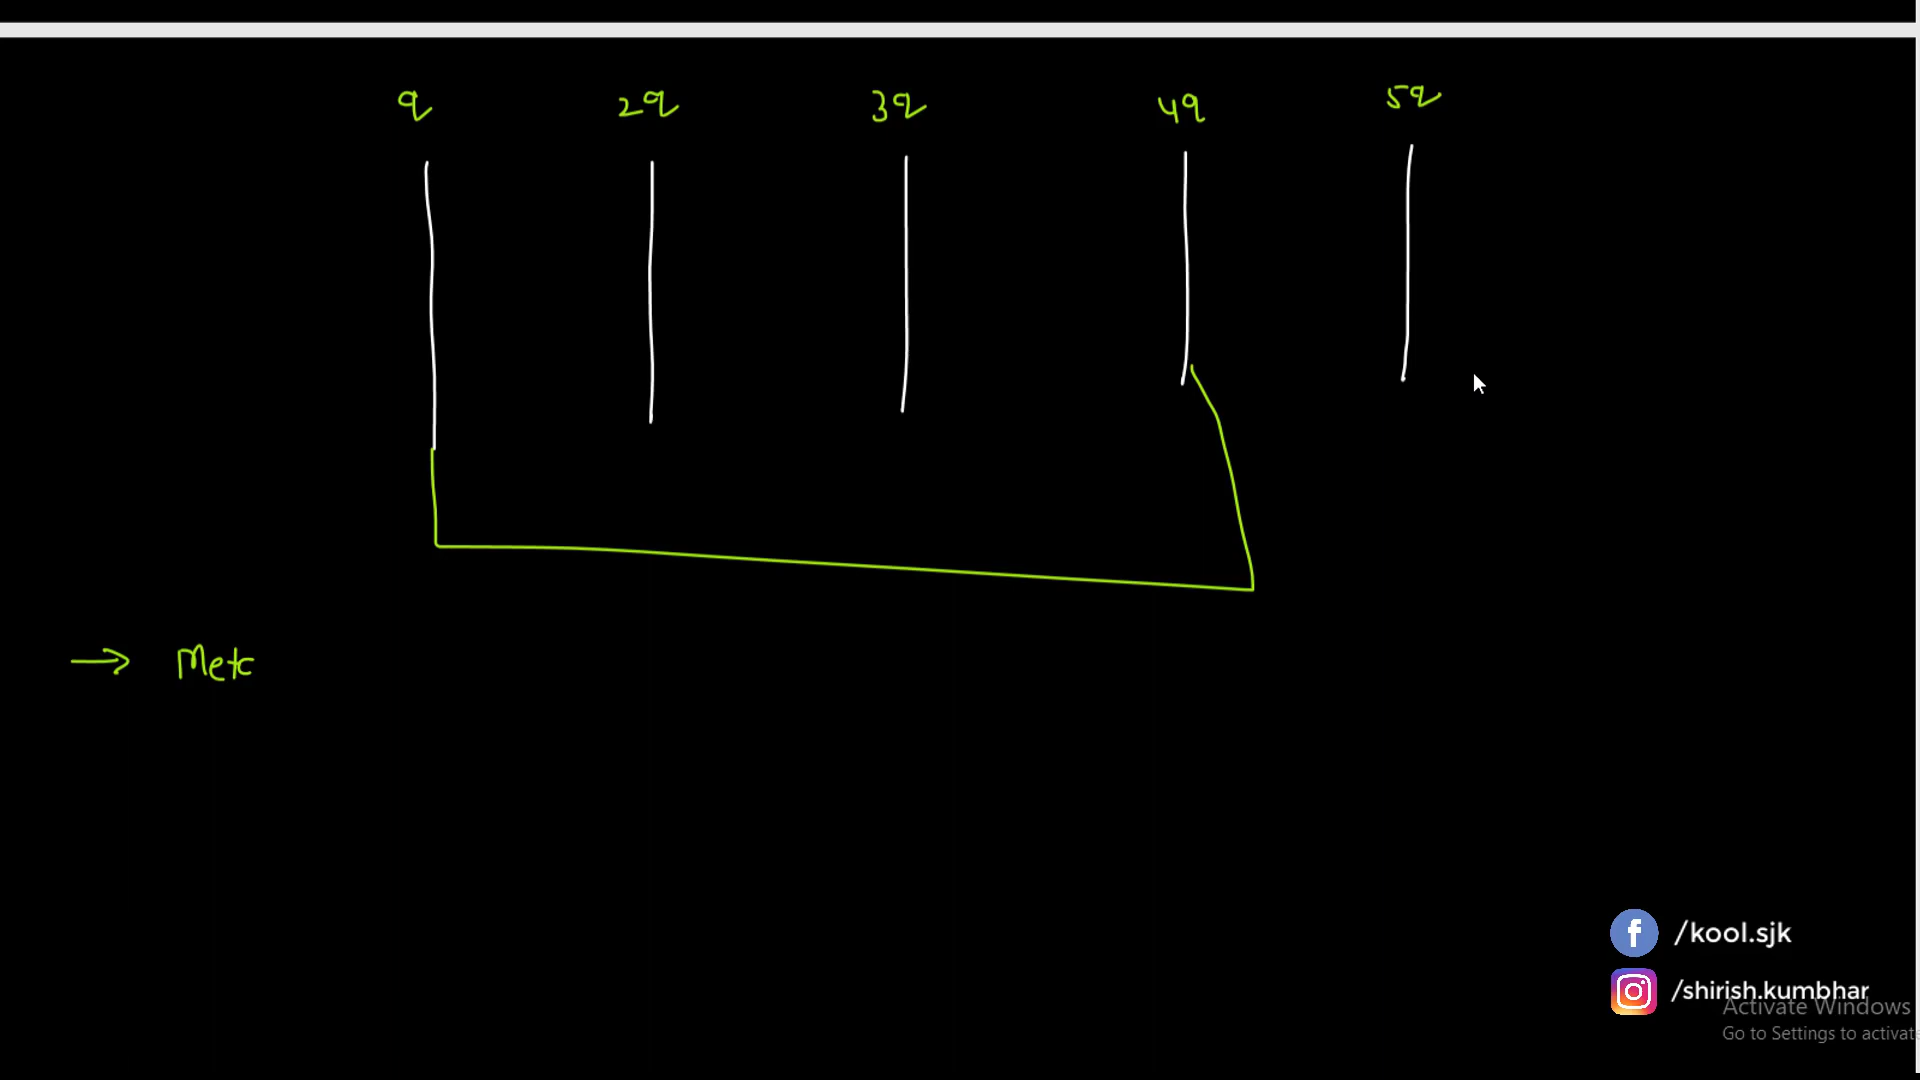 q 2q 3q 4q 5q
→ Metc
/kool.sjk
/shirish.kumbhar
Activate Windows
Go to Settings to activat